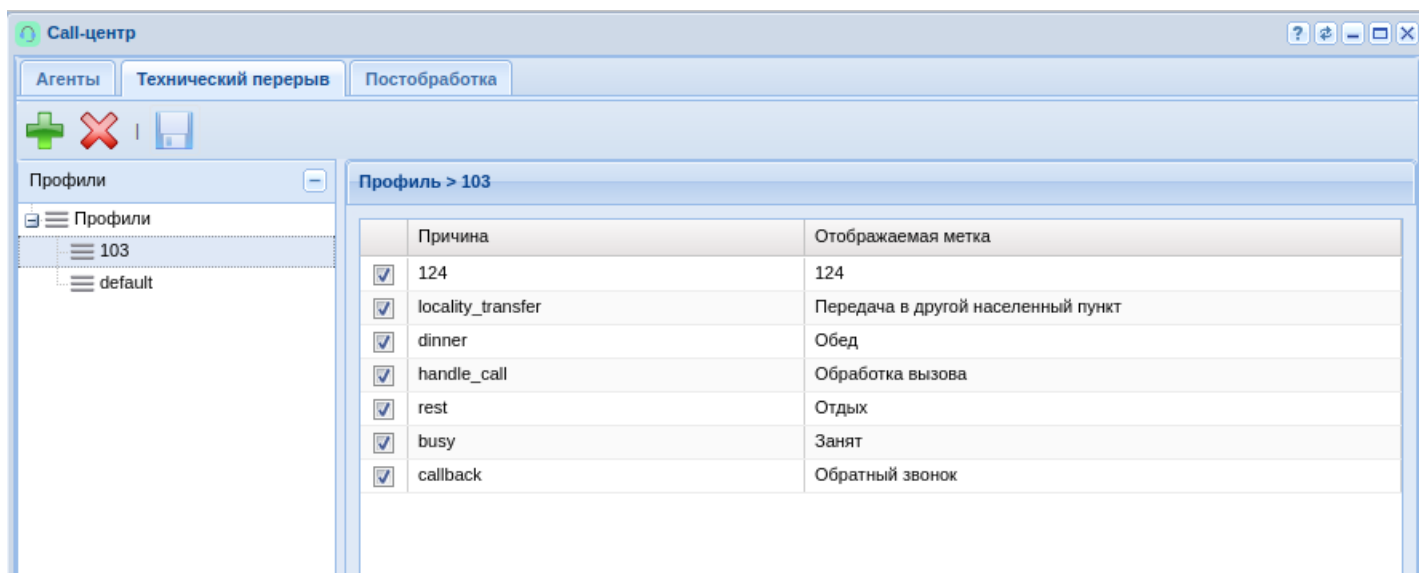 Call-центр
Агенты Технический перерыв Постобработка
Профили
Профиль > 103
Профили
103
default
Причина Отображаемая метка
124 124
locality_transfer Передача в другой населенный пункт
dinner Обед
handle_call Обработка вызова
rest Отдых
busy Занят
callback Обратный звонок